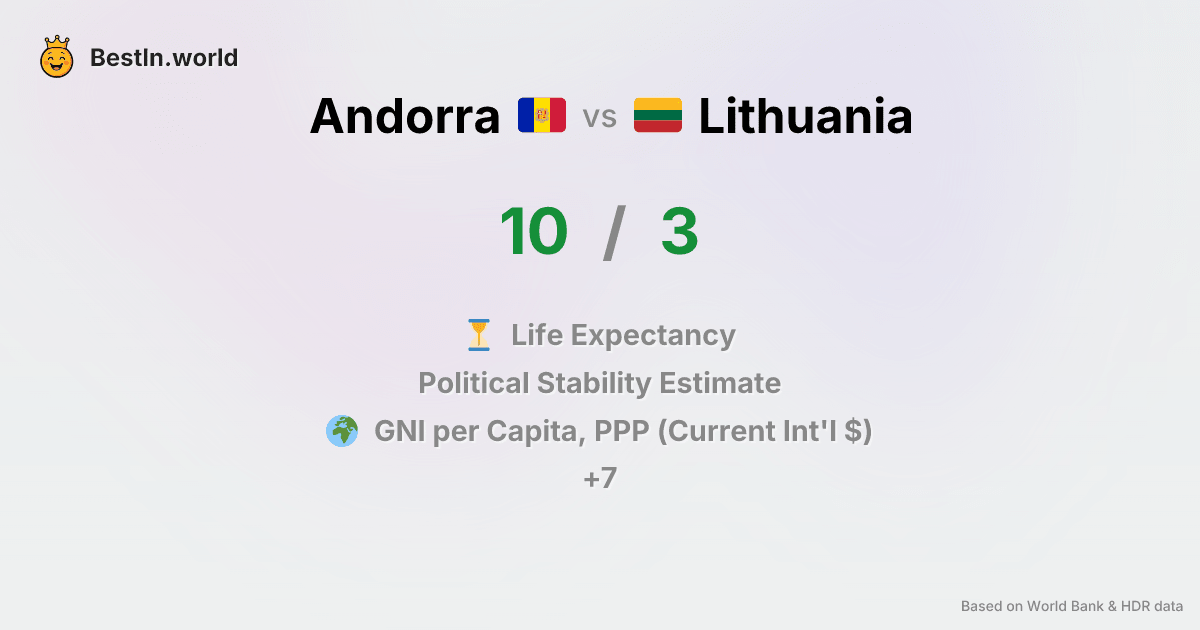 BestIn.world
Andorra vs Lithuania
10 / 3
Life Expectancy
Political Stability Estimate
GNI per Capita, PPP (Current Int'l $)
+7
Based on World Bank & HDR data